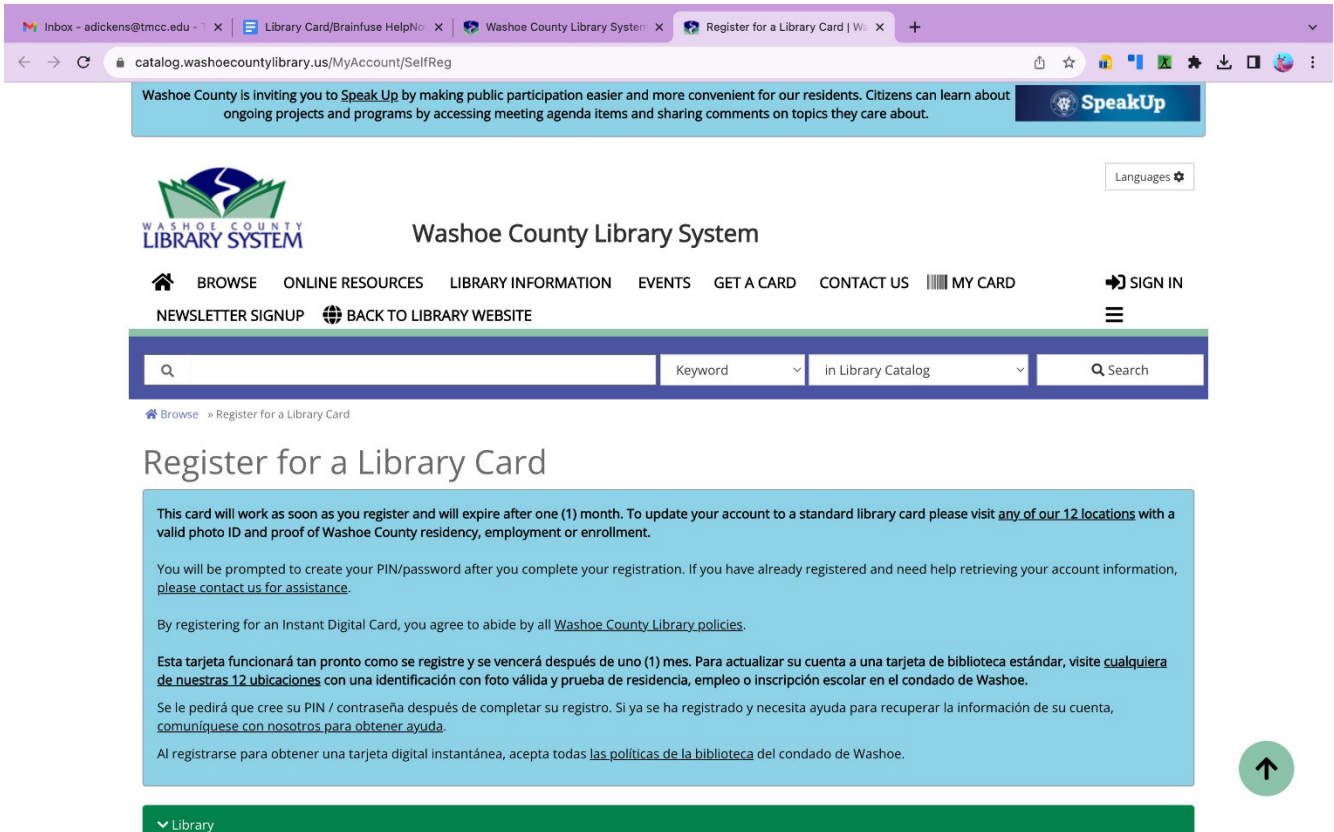 Inbox - adickens@tmcc.edu - T
Library Card/Brainfuse HelpNo
Washoe County Library System
Register for a Library Card | Wa
catalog.washoecountylibrary.us/MyAccount/SelfReg
Washoe County is inviting you to Speak Up by making public participation easier and more convenient for our residents. Citizens can learn about
ongoing projects and programs by accessing meeting agenda items and sharing comments on topics they care about.
SpeakUp
Languages
WASHOE COUNTY
LIBRARY SYSTEM
Washoe County Library System
BROWSE ONLINE RESOURCES LIBRARY INFORMATION EVENTS GET A CARD CONTACT US MY CARD SIGN IN
NEWSLETTER SIGNUP BACK TO LIBRARY WEBSITE
Keyword in Library Catalog Search
Browse » Register for a Library Card
Register for a Library Card
This card will work as soon as you register and will expire after one (1) month. To update your account to a standard library card please visit any of our 12 locations with a
valid photo ID and proof of Washoe County residency, employment or enrollment.
You will be prompted to create your PIN/password after you complete your registration. If you have already registered and need help retrieving your account information,
please contact us for assistance.
By registering for an Instant Digital Card, you agree to abide by all Washoe County Library policies.
Esta tarjeta funcionará tan pronto como se registre y se vencerá después de uno (1) mes. Para actualizar su cuenta a una tarjeta de biblioteca estándar, visite cualquiera
de nuestras 12 ubicaciones con una identificación con foto válida y prueba de residencia, empleo o inscripción escolar en el condado de Washoe.
Se le pedirá que cree su PIN / contraseña después de completar su registro. Si ya se ha registrado y necesita ayuda para recuperar la información de su cuenta,
comuníquese con nosotros para obtener ayuda.
Al registrarse para obtener una tarjeta digital instantánea, acepta todas las políticas de la biblioteca del condado de Washoe.
Library